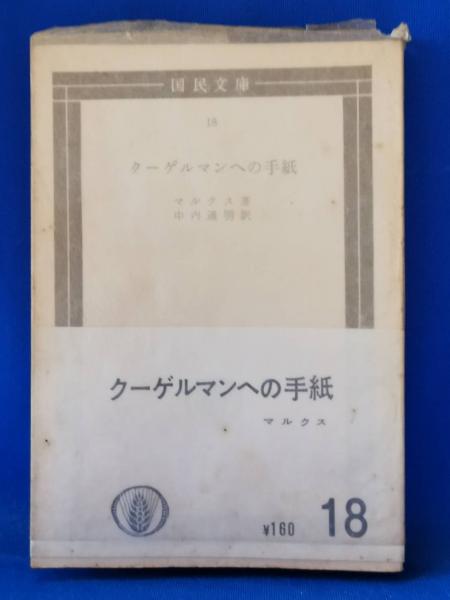 国民文庫
18
クーゲルマンへの手紙
マルクス著
中内通明訳
クーゲルマンへの手紙
マルクス
¥160
18